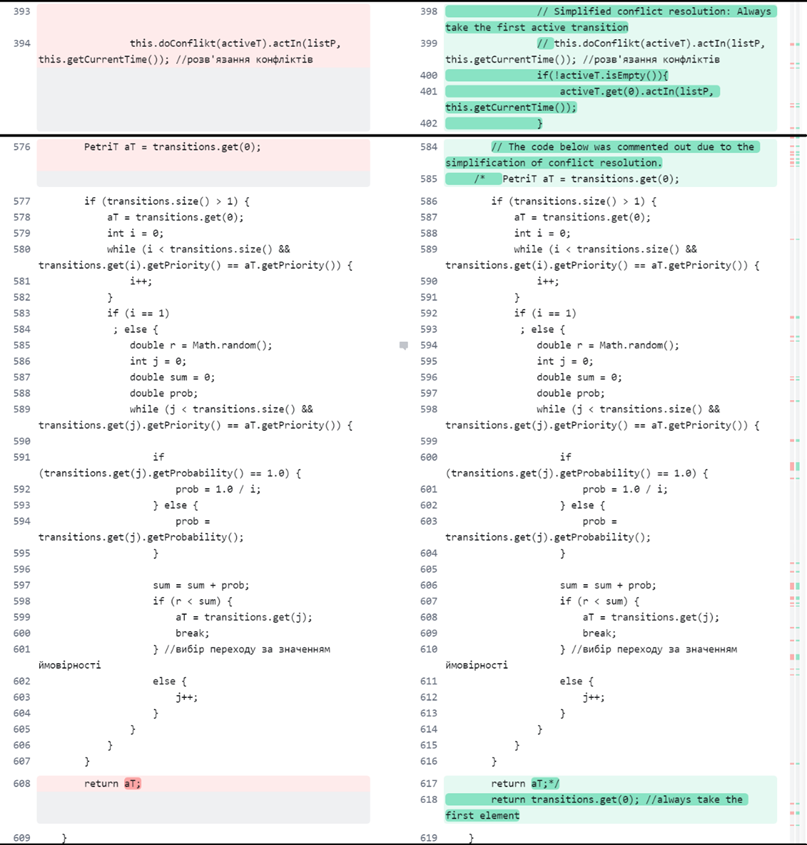 393
394 this.doConflikt(activeT).actIn(listP,
this.getCurrentTime()); //розв'язання конфліктів
398 // Simplified conflict resolution: Always
take the first active transition
399 // this.doConflikt(activeT).actIn(listP,
this.getCurrentTime()); //розв'язання конфліктів
400 if(!activeT.isEmpty()){
401 activeT.get(0).actIn(listP,
this.getCurrentTime());
402 }
576 PetriT aT = transitions.get(0);
577 if (transitions.size() > 1) {
578 aT = transitions.get(0);
579 int i = 0;
580 while (i < transitions.size() &&
transitions.get(i).getPriority() == aT.getPriority()) {
581 i++;
582 }
583 if (i == 1)
584 ; else {
585 double r = Math.random();
586 int j = 0;
587 double sum = 0;
588 double prob;
589 while (j < transitions.size() &&
transitions.get(j).getPriority() == aT.getPriority()) {
590
591 if
(transitions.get(j).getProbability() == 1.0) {
592 prob = 1.0 / i;
593 } else {
594 prob =
transitions.get(j).getProbability();
595 }
596
597 sum = sum + prob;
598 if (r < sum) {
599 aT = transitions.get(j);
600 break;
601 } //вибір переходу за значенням
ймовірності
602 else {
603 j++;
604 }
605 }
606 }
607 }
608 return aT;
609 }
584 // The code below was commented out due to the
simplification of conflict resolution.
585 /* PetriT aT = transitions.get(0);
586 if (transitions.size() > 1) {
587 aT = transitions.get(0);
588 int i = 0;
589 while (i < transitions.size() &&
transitions.get(i).getPriority() == aT.getPriority()) {
590 i++;
591 }
592 if (i == 1)
593 ; else {
594 double r = Math.random();
595 int j = 0;
596 double sum = 0;
597 double prob;
598 while (j < transitions.size() &&
transitions.get(j).getPriority() == aT.getPriority()) {
599
600 if
(transitions.get(j).getProbability() == 1.0) {
601 prob = 1.0 / i;
602 } else {
603 prob =
transitions.get(j).getProbability();
604 }
605
606 sum = sum + prob;
607 if (r < sum) {
608 aT = transitions.get(j);
609 break;
610 } //вибір переходу за значенням
ймовірності
611 else {
612 j++;
613 }
614 }
615 }
616 }
617 return aT;*/
618 return transitions.get(0); //always take the
first element
619 }